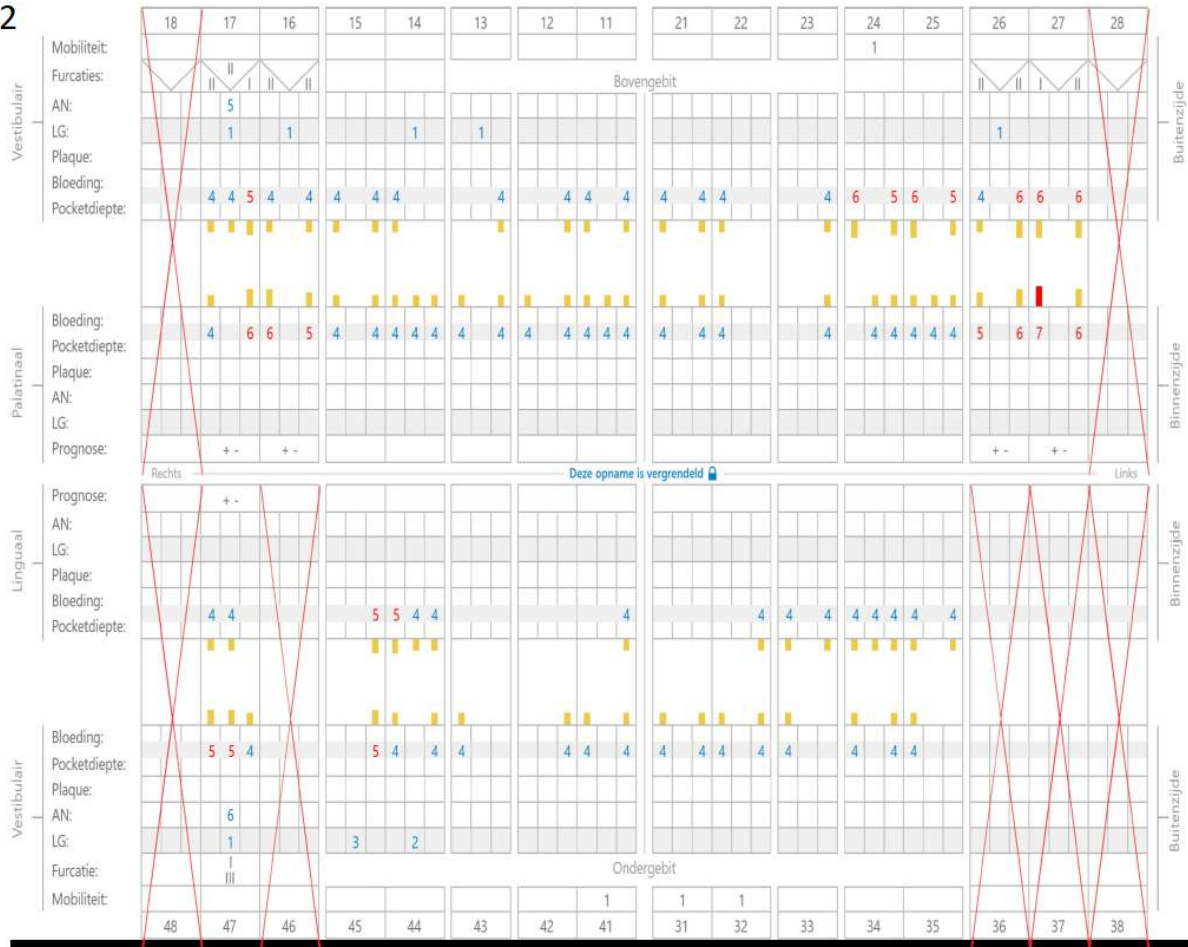 2
18 17 16 15 14 13 12 11 21 22 23 24 25 26 27 28
Mobiliteit: 1
II
Furcaties: II I II II Bovengebit II II I II
AN: 5
LG: 1 1 1 1 1
Vestibulair
Buitenzijde
Plaque:
Bloeding:
4 4 5 4 4 4 4 4 4 4 4 4 4 4 4 4 6 5 6 5 4 6 6 6
Pocketdiepte:
Bloeding:
4 6 6 5 4 4 4 4 4 4 4 4 4 4 4 4 4 4 4 4 4 4 4 4 4 5 6 7 6
Pocketdiepte:
Plaque:
Palatinaal
Binnenzijde
AN:
LG:
Prognose: + - + - + - + -
Rechts Deze opname is vergrendeld Links
Prognose: + -
AN:
LG:
Linguaal
Binnenzijde
Plaque:
Bloeding:
4 4 5 5 4 4 4 4 4 4 4 4 4 4 4
Pocketdiepte:
Bloeding:
5 5 4 5 4 4 4 4 4 4 4 4 4 4 4 4 4 4
Pocketdiepte:
Plaque:
Vestibulair
Buitenzijde
AN: 6
LG: 1 3 2
Furcatie: I Ondergebit
III
Mobiliteit: 1 1 1
48 47 46 45 44 43 42 41 31 32 33 34 35 36 37 38